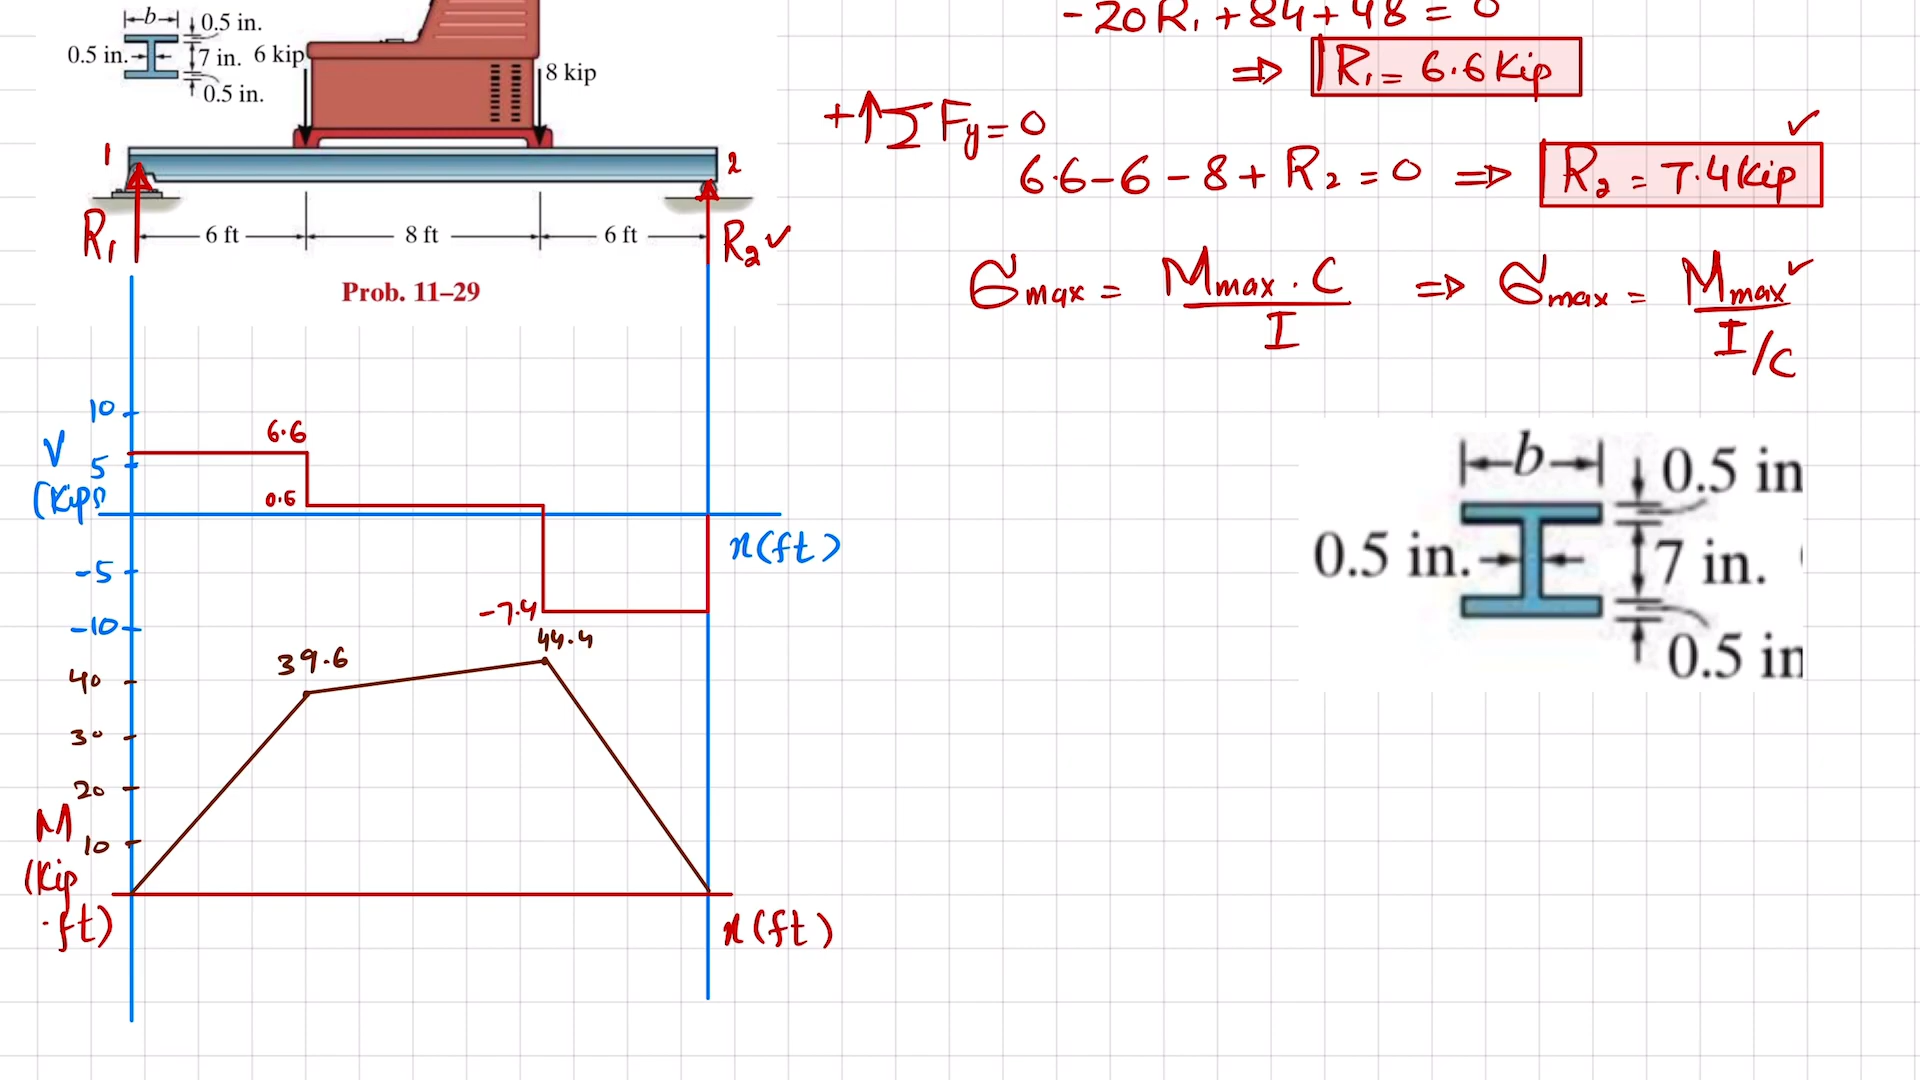 b
0.5 in.
0.5 in. 7 in. 6 kip
0.5 in.
8 kip
1
2
R₁ 6 ft 8 ft 6 ft R₂ ✓
Prob. 11–29
-20R₁ + 84 + 48 = 0
⇒ R₁ = 6.6 Kip
+↑ΣFy = 0
✓
6.6 - 6 - 8 + R₂ = 0 ⇒ R₂ = 7.4 Kip
σmax = Mmax . C / I ⇒ σmax = Mmax ✓ / I/C
V
(Kips)
10
5
-5
-10
6.6
0.6
-7.4
x(ft)
M
(Kip
.ft)
40
30
20
10
39.6
44.4
x(ft)
b
0.5 in
0.5 in. 7 in.
0.5 in